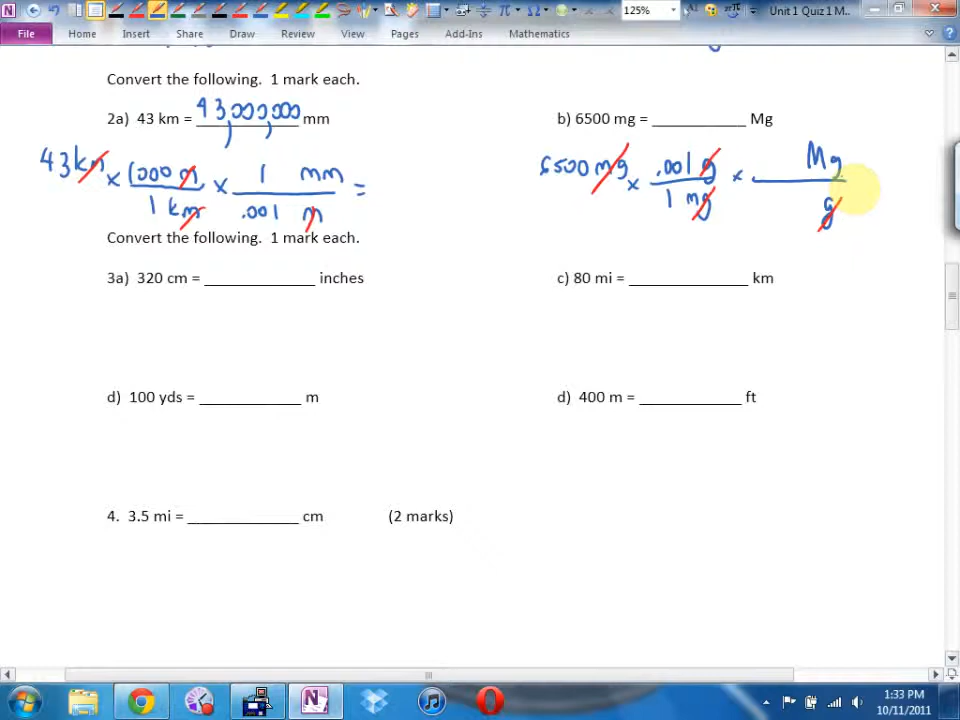 125% Unit 1 Quiz 1 M..
File Home Insert Share Draw Review View Pages Add-Ins Mathematics
Convert the following. 1 mark each.
2a) 43 km = 43,000,000 mm
b) 6500 mg = ____________ Mg
43 km × 1000 m / 1 km × 1 mm / .001 m =
6500 mg × .001 g / 1 mg × Mg / g
Convert the following. 1 mark each.
3a) 320 cm = ______________ inches
c) 80 mi = _______________ km
d) 100 yds = _____________ m
d) 400 m = _____________ ft
4. 3.5 mi = ______________ cm (2 marks)
1:33 PM
10/11/2011